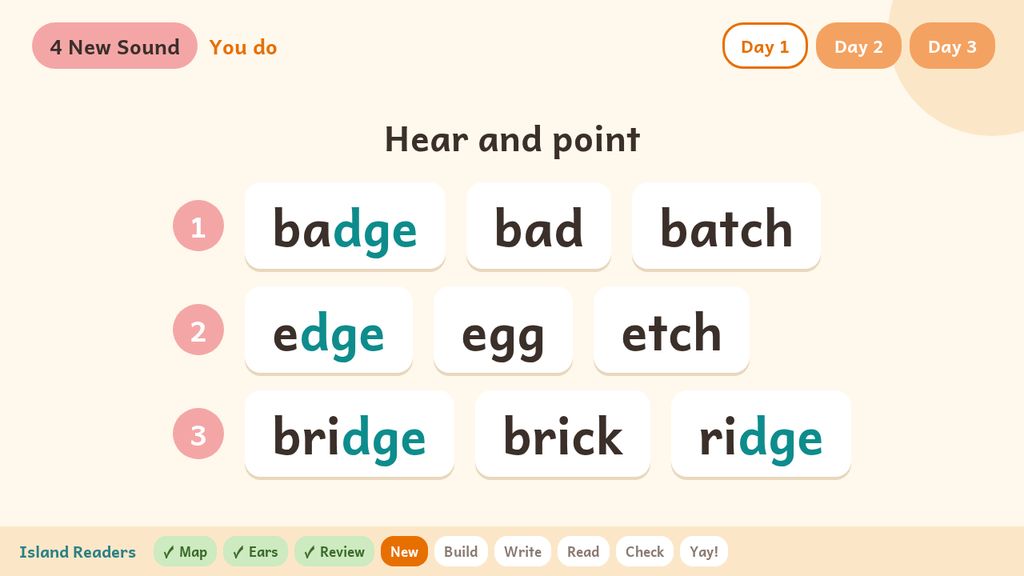 4 New Sound You do Day 1 Day 2 Day 3
Hear and point
1 badge bad batch
2 edge egg etch
3 bridge brick ridge
Island Readers ✓ Map ✓ Ears ✓ Review New Build Write Read Check Yay!